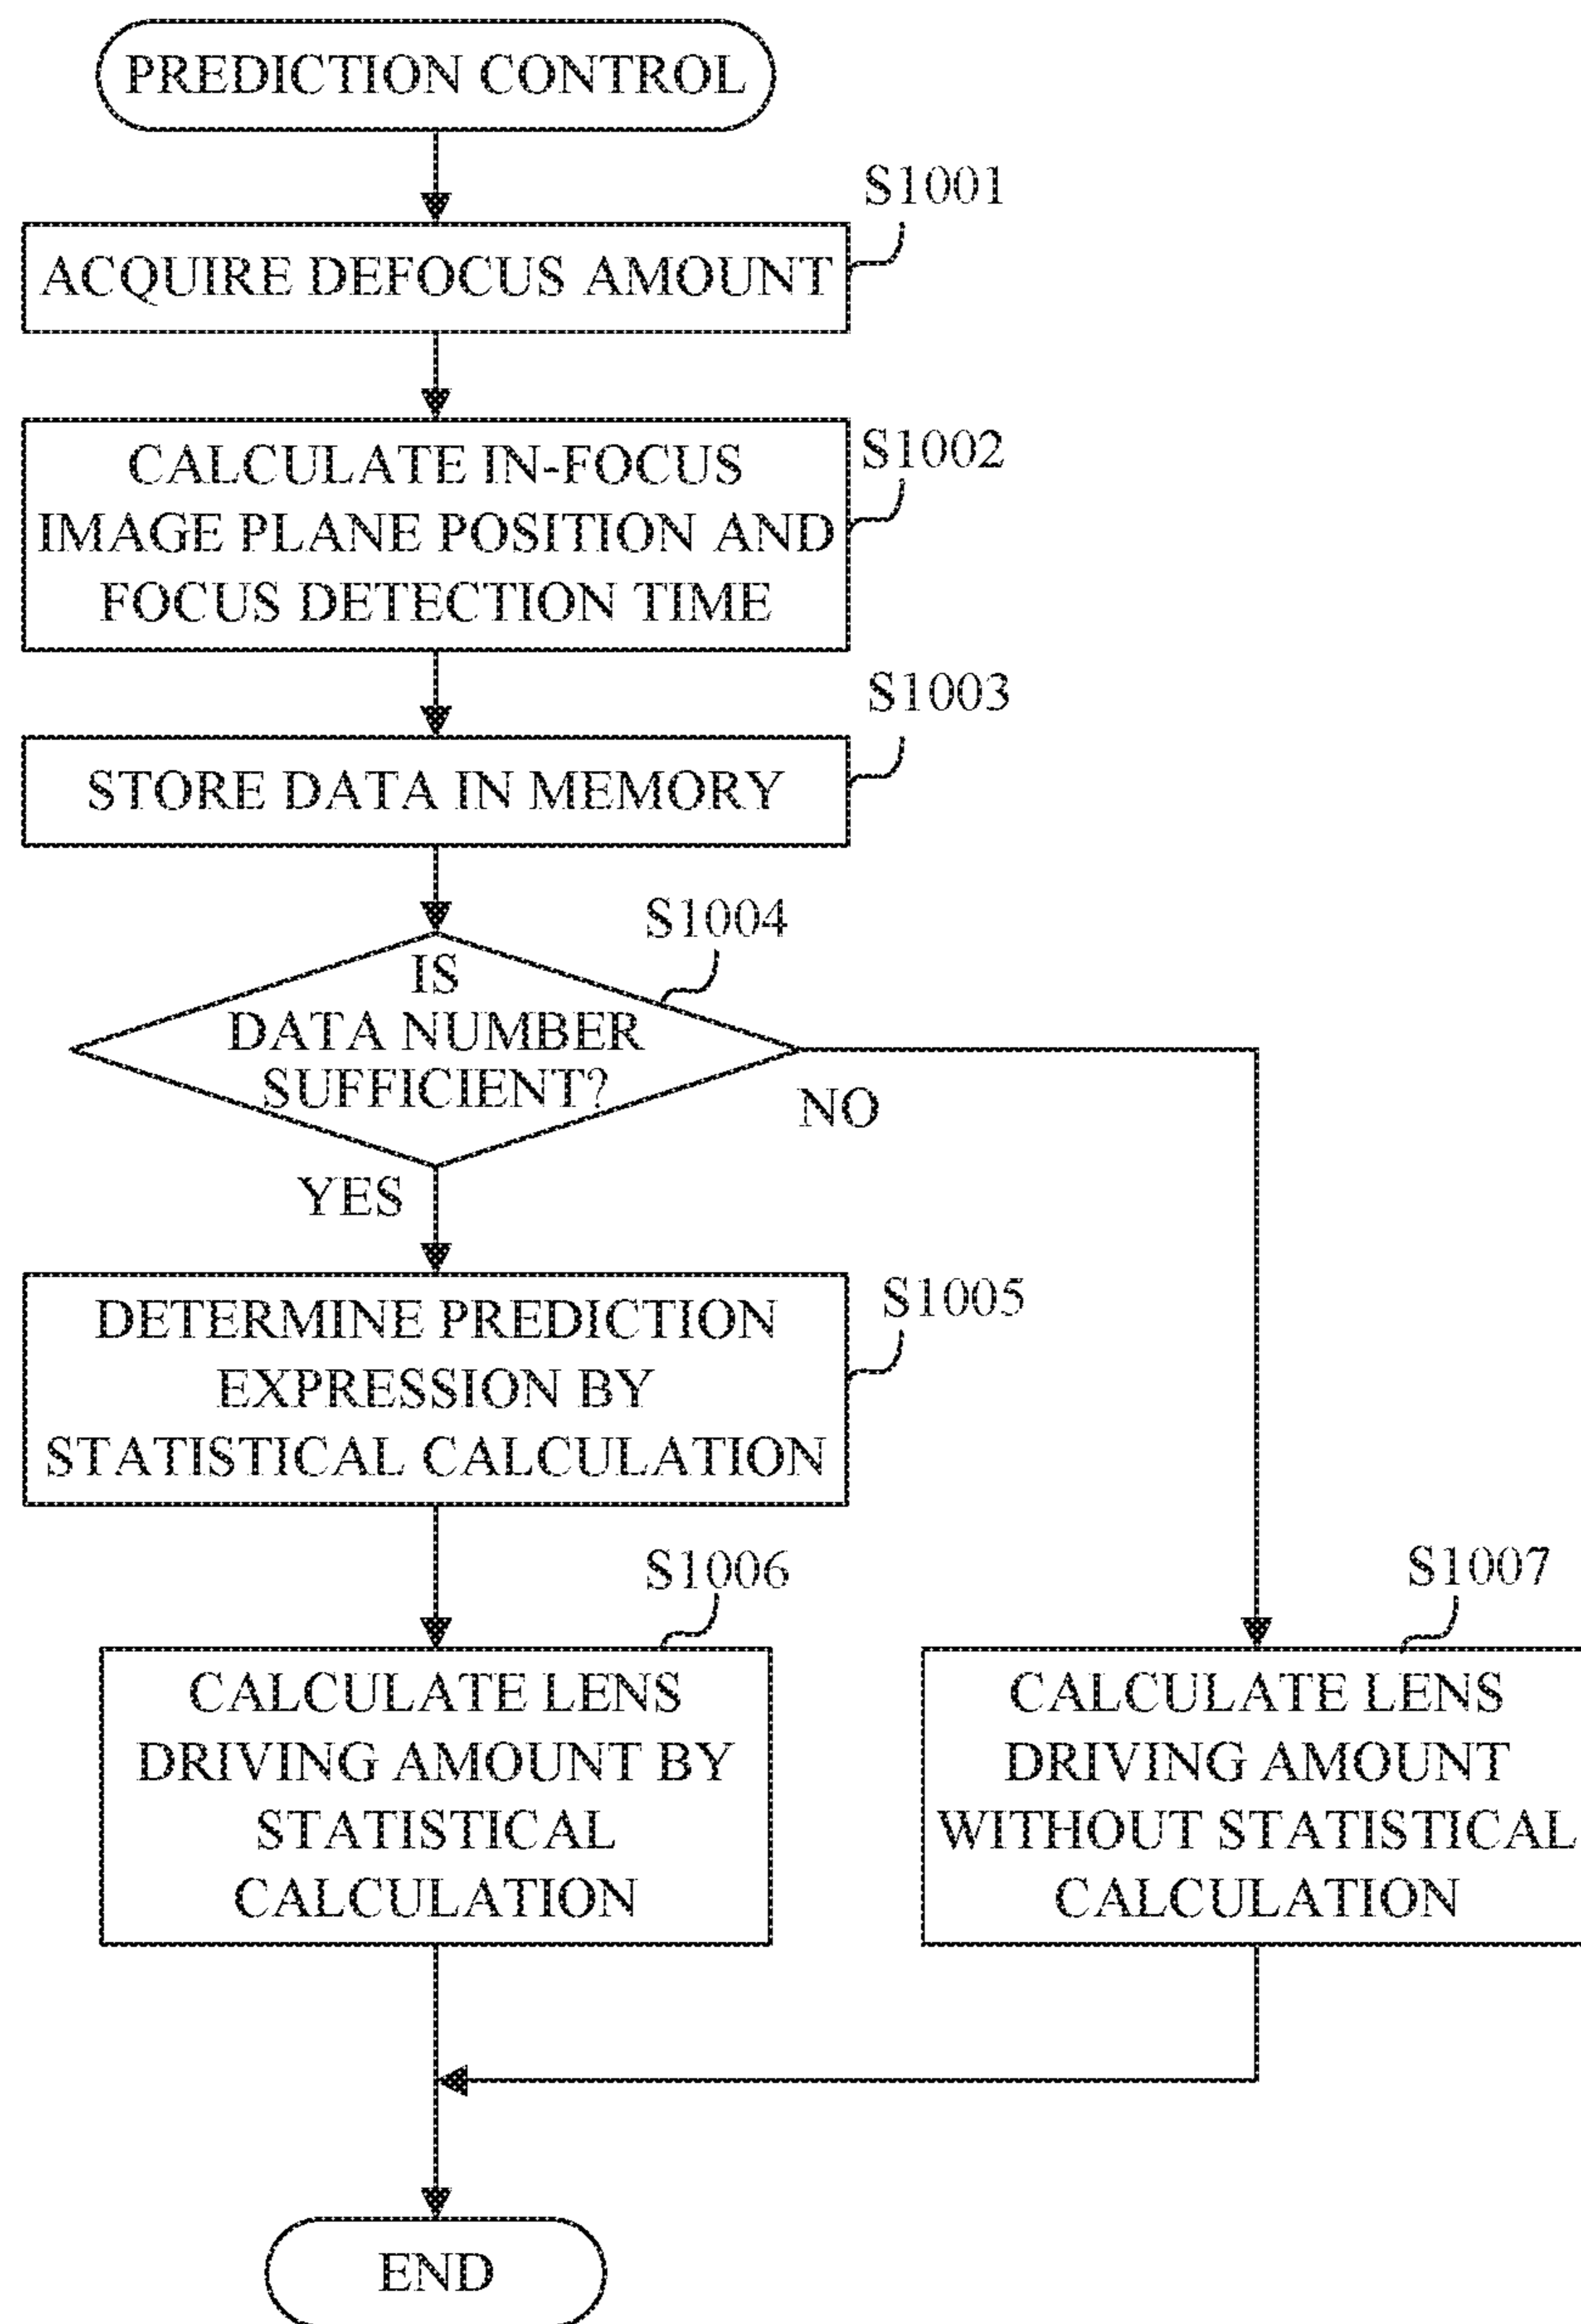 PREDICTION CONTROL
S1001
ACQUIRE DEFOCUS AMOUNT
S1002
CALCULATE IN-FOCUS
IMAGE PLANE POSITION AND
FOCUS DETECTION TIME
S1003
STORE DATA IN MEMORY
S1004
IS
DATA NUMBER
SUFFICIENT?
NO
YES
S1005
DETERMINE PREDICTION
EXPRESSION BY
STATISTICAL CALCULATION
S1006
CALCULATE LENS
DRIVING AMOUNT BY
STATISTICAL
CALCULATION
S1007
CALCULATE LENS
DRIVING AMOUNT
WITHOUT STATISTICAL
CALCULATION
END